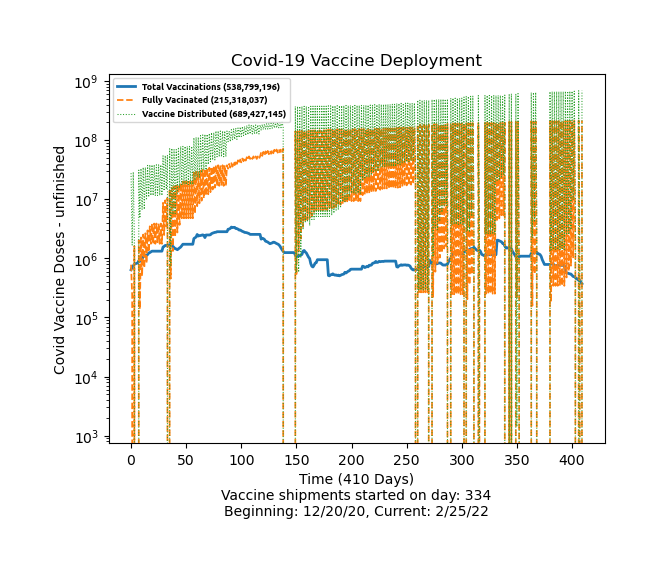 Covid-19 Vaccine Deployment
Total Vaccinations (538,799,196)
Fully Vacinated (215,318,037)
Vaccine Distributed (689,427,145)
Covid Vaccine Doses - unfinished
10⁹
10⁸
10⁷
10⁶
10⁵
10⁴
10³
0 50 100 150 200 250 300 350 400
Time (410 Days)
Vaccine shipments started on day: 334
Beginning: 12/20/20, Current: 2/25/22